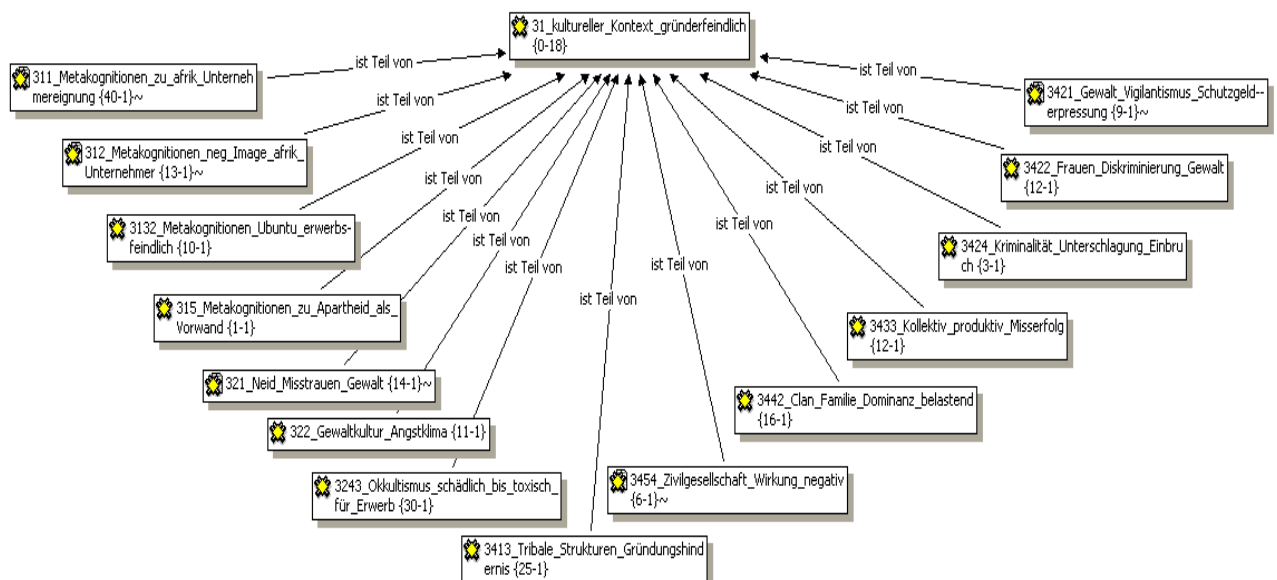 31_kultureller_Kontext_gründerfeindlich
{0-18}
ist Teil von
311_Metakognitionen_zu_afrik_Unterneh
mereignung {40-1}~
ist Teil von
312_Metakognitionen_neg_Image_afrik_
Unternehmer {13-1}~
ist Teil von
3132_Metakognitionen_Ubuntu_erwerbs-
feindlich {10-1}
ist Teil von
315_Metakognitionen_zu_Apartheid_als_
Vorwand {1-1}
ist Teil von
321_Neid_Misstrauen_Gewalt {14-1}~
ist Teil von
322_Gewaltkultur_Angstklima {11-1}
ist Teil von
3243_Okkultismus_schädlich_bis_toxisch_
für_Erwerb {30-1}
ist Teil von
3413_Tribale_Strukturen_Gründungshind
ernis {25-1}
ist Teil von
3454_Zivilgesellschaft_Wirkung_negativ
{6-1}~
ist Teil von
3442_Clan_Familie_Dominanz_belastend
{16-1}
ist Teil von
3433_Kollektiv_produktiv_Misserfolg
{12-1}
ist Teil von
3424_Kriminalität_Unterschlagung_Einbru
ch {3-1}
ist Teil von
3422_Frauen_Diskriminierung_Gewalt
{12-1}
ist Teil von
3421_Gewalt_Vigilantismus_Schutzgeld--
erpressung {9-1}~